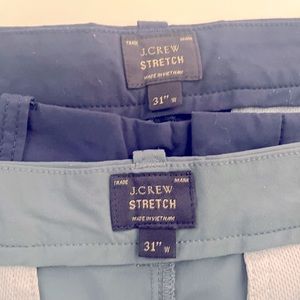 TRADE MARK
J.CREW
STRETCH
MADE IN VIETNAM
31" W
TRADE MARK
J.CREW
STRETCH
MADE IN VIETNAM
31" W